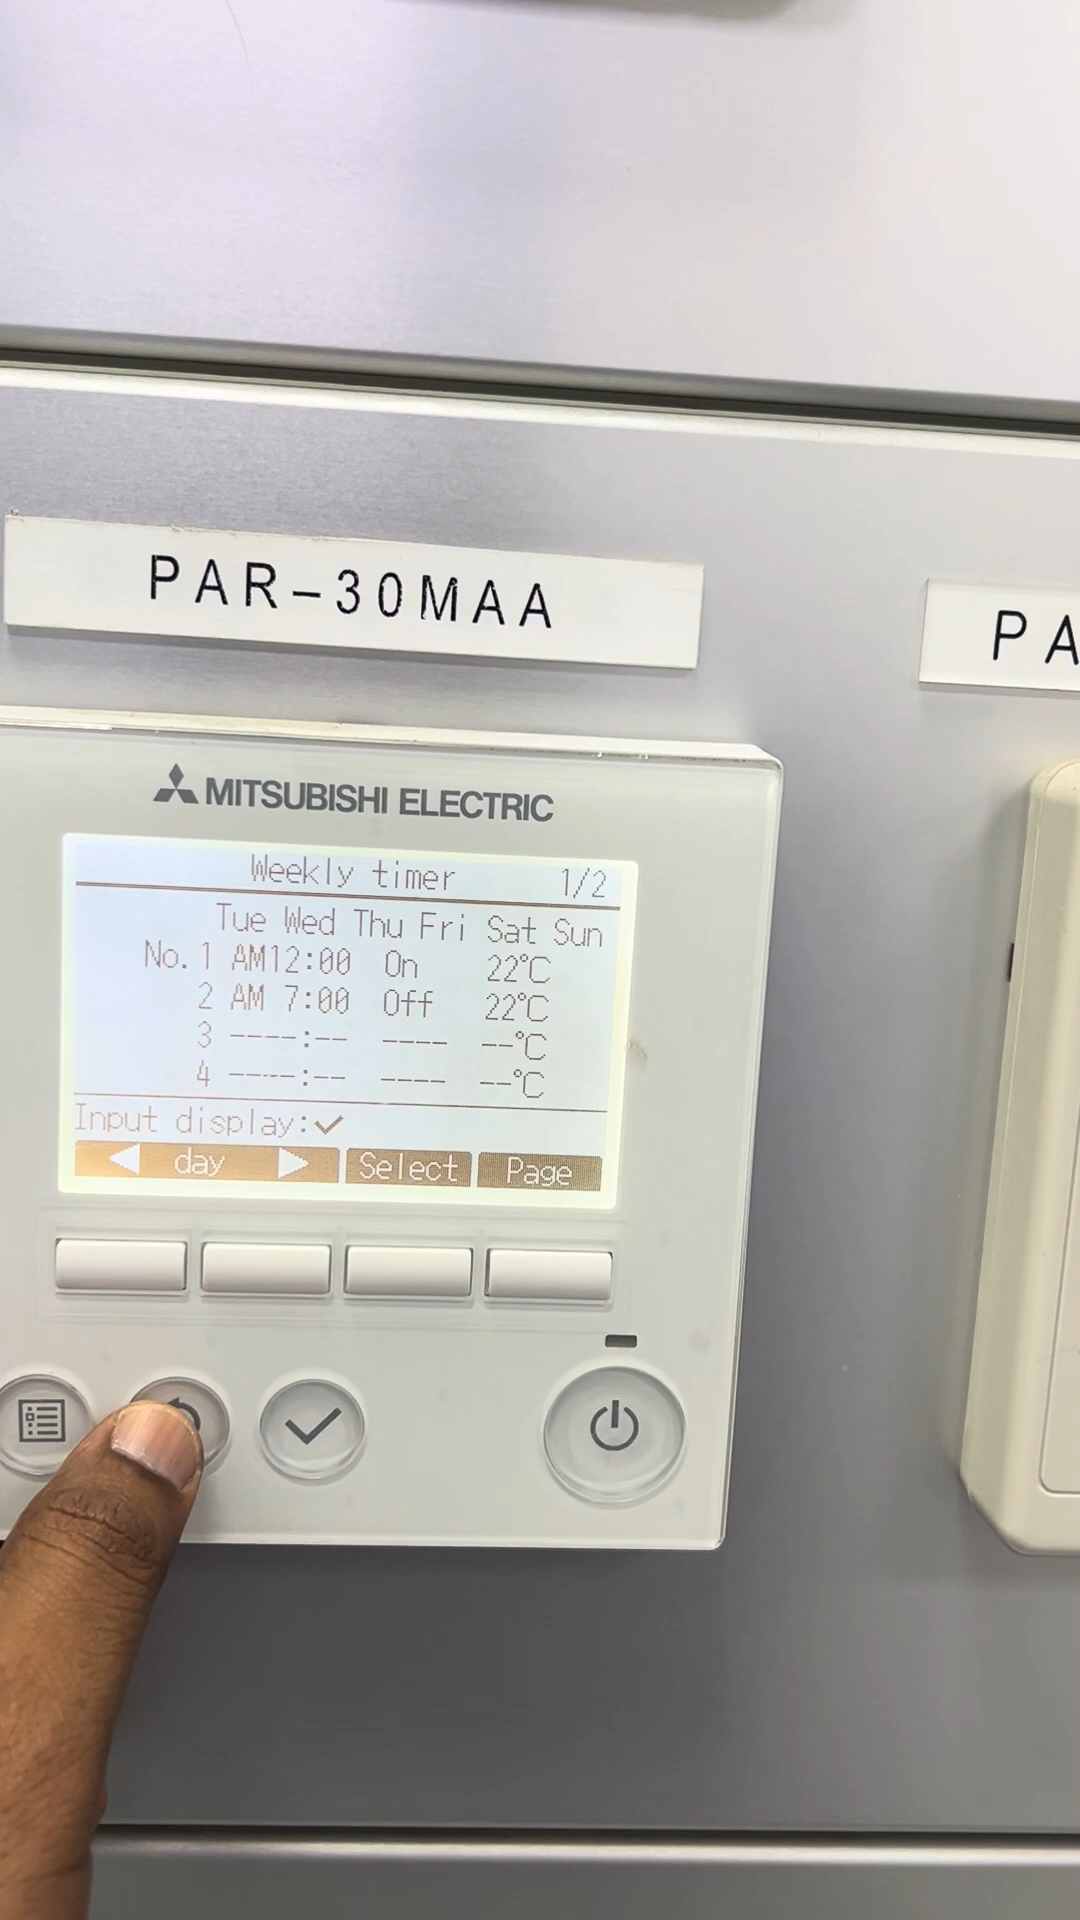 PAR-30MAA
PA
MITSUBISHI ELECTRIC
Weekly timer 1/2
Tue Wed Thu Fri Sat Sun
No.1 AM12:00 On 22℃
2 AM 7:00 Off 22℃
3 ----:-- ---- --℃
4 ----:-- ---- --℃
Input display:✓
◀ day ▶ Select Page